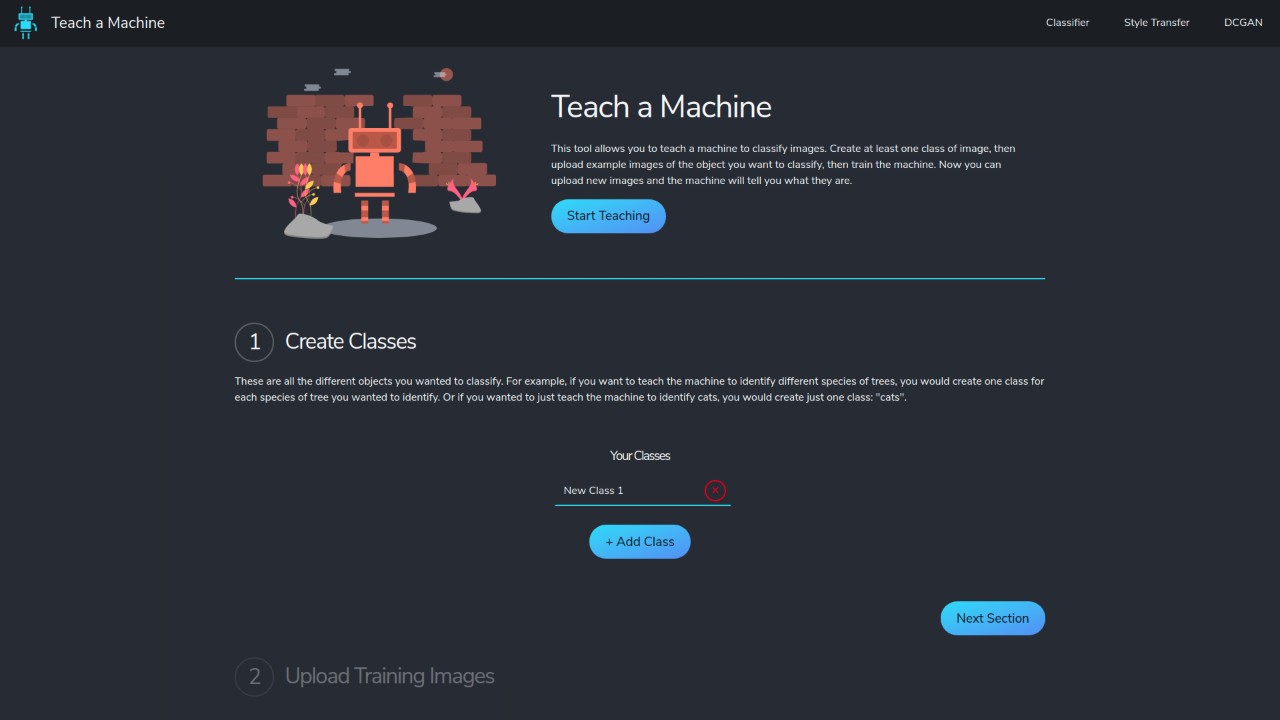 Teach a Machine
Classifier
Style Transfer
DCGAN
Teach a Machine
This tool allows you to teach a machine to classify images. Create at least one class of image, then
upload example images of the object you want to classify, then train the machine. Now you can
upload new images and the machine will tell you what they are.
Start Teaching
1
Create Classes
These are all the different objects you wanted to classify. For example, if you want to teach the machine to identify different species of trees, you would create one class for
each species of tree you wanted to identify. Or if you wanted to just teach the machine to identify cats, you would create just one class: "cats".
Your Classes
New Class 1
+ Add Class
Next Section
2
Upload Training Images